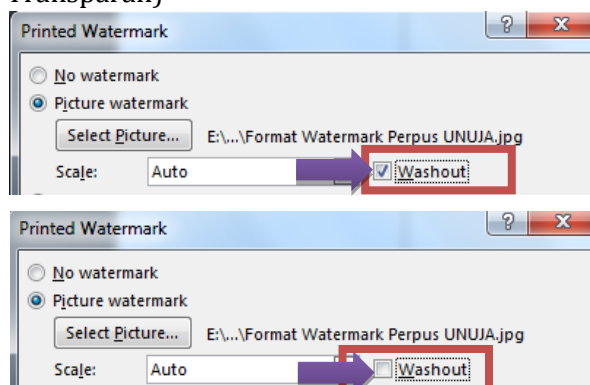 Transparan)
Printed Watermark
No watermark
Picture watermark
Select Picture... E:\...\Format Watermark Perpus UNUJA.jpg
Scale: Auto Washout
Printed Watermark
No watermark
Picture watermark
Select Picture... E:\...\Format Watermark Perpus UNUJA.jpg
Scale: Auto Washout